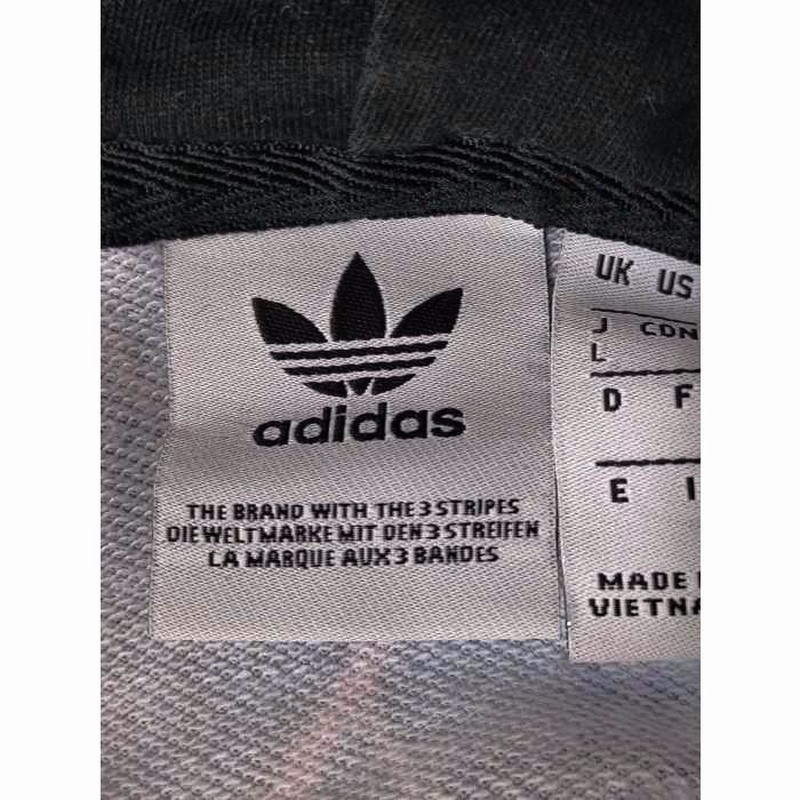 adidas
THE BRAND WITH THE 3 STRIPES
DIE WELTMARKE MIT DEN 3 STREIFEN
LA MARQUE AUX 3 BANDES
UK US
J CDN
L
D F
E I
MADE